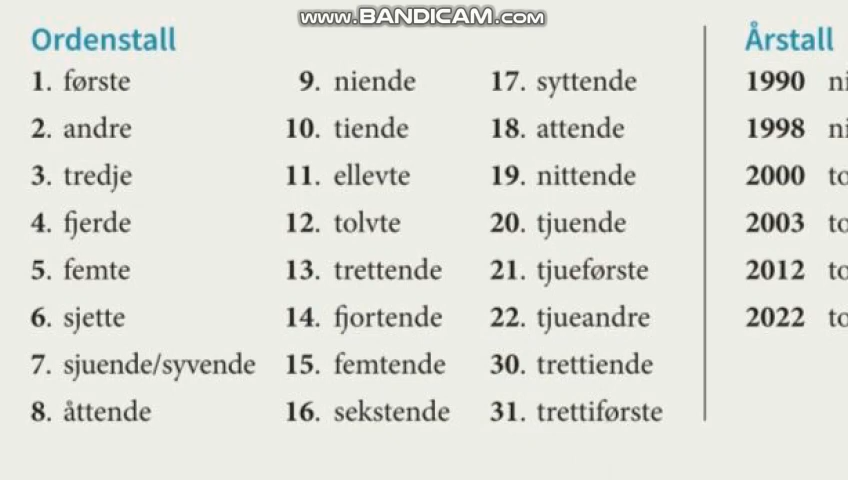 www.BANDICAM.com
Ordenstall
1. første
2. andre
3. tredje
4. fjerde
5. femte
6. sjette
7. sjuende/syvende
8. åttende
9. niende
10. tiende
11. ellevte
12. tolvte
13. trettende
14. fjortende
15. femtende
16. sekstende
17. syttende
18. attende
19. nittende
20. tjuende
21. tjueførste
22. tjueandre
30. trettiende
31. trettiførste
Årstall
1990
1998
2000
2003
2012
2022